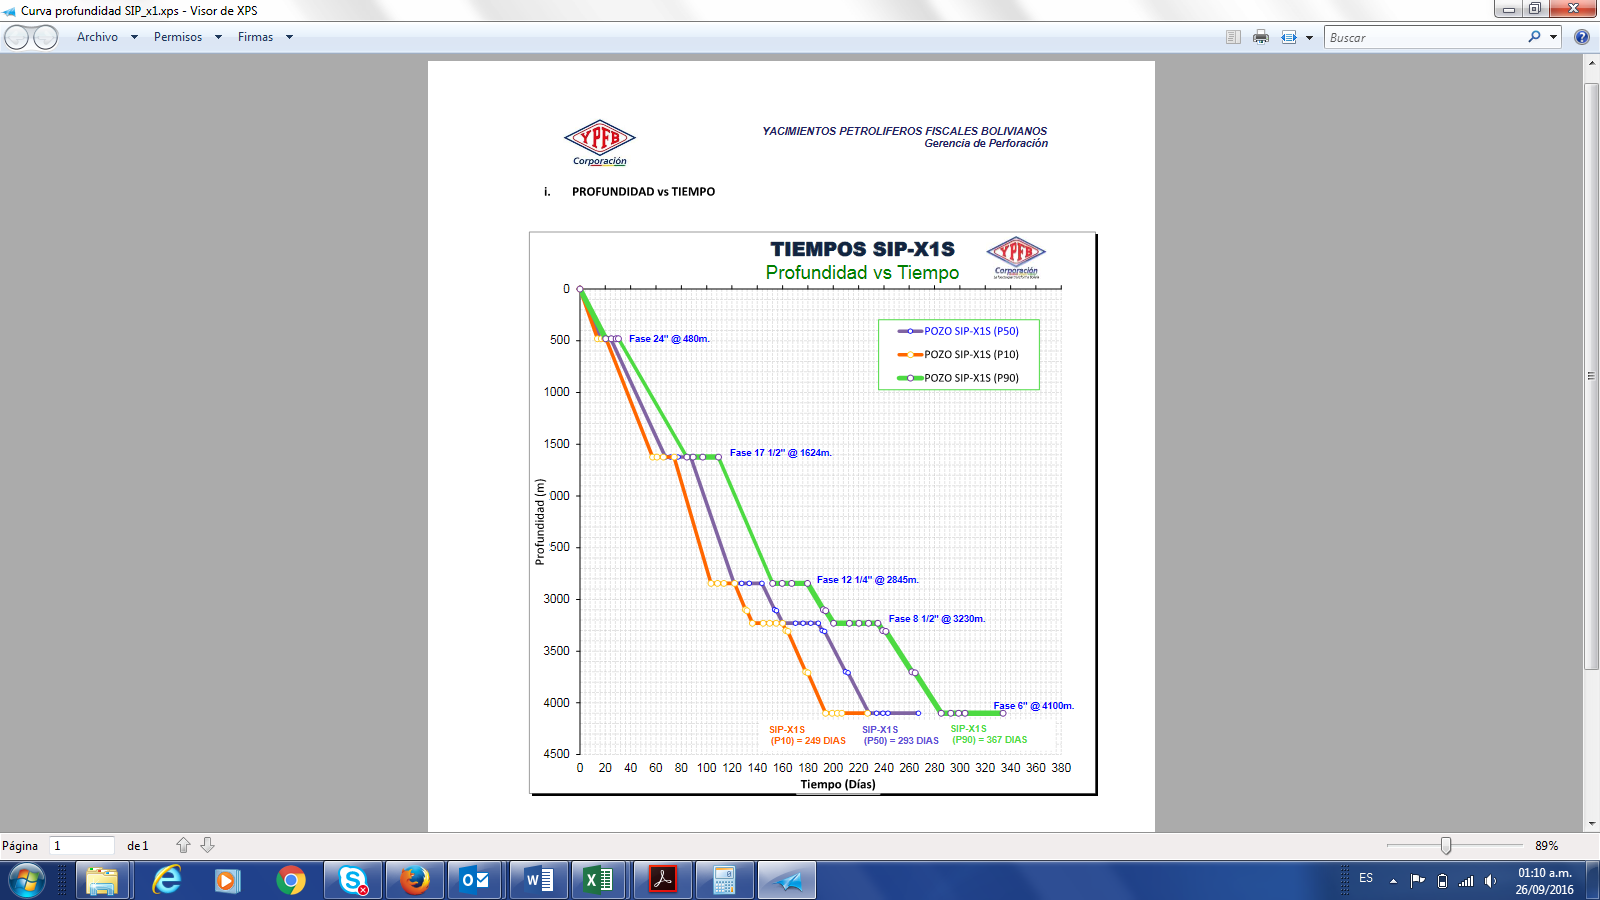 Curva profundidad SIP_x1.xps - Visor de XPS
Archivo Permisos Firmas
Buscar
YPFB
Corporación
YACIMIENTOS PETROLIFEROS FISCALES BOLIVIANOS
Gerencia de Perforación
i. PROFUNDIDAD vs TIEMPO
TIEMPOS SIP-X1S
Profundidad vs Tiempo
YPFB
Corporación
0
500
1000
1500
000
500
3000
3500
4000
4500
Profundidad (m)
POZO SIP-X1S (P50)
POZO SIP-X1S (P10)
POZO SIP-X1S (P90)
Fase 24" @ 480m.
Fase 17 1/2" @ 1624m.
Fase 12 1/4" @ 2845m.
Fase 8 1/2" @ 3230m.
Fase 6" @ 4100m.
SIP-X1S
(P10) = 249 DIAS
SIP-X1S
(P50) = 293 DIAS
SIP-X1S
(P90) = 367 DIAS
0 20 40 60 80 100 120 140 160 180 200 220 240 260 280 300 320 340 360 380
Tiempo (Días)
Página 1 de 1
89%
ES
01:10 a.m.
26/09/2016